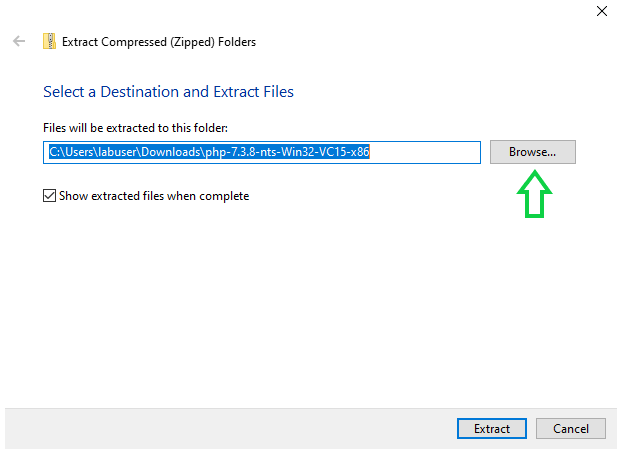 Extract Compressed (Zipped) Folders
Select a Destination and Extract Files
Files will be extracted to this folder:
C:\Users\labuser\Downloads\php-7.3.8-nts-Win32-VC15-x86
Browse...
Show extracted files when complete
Extract
Cancel